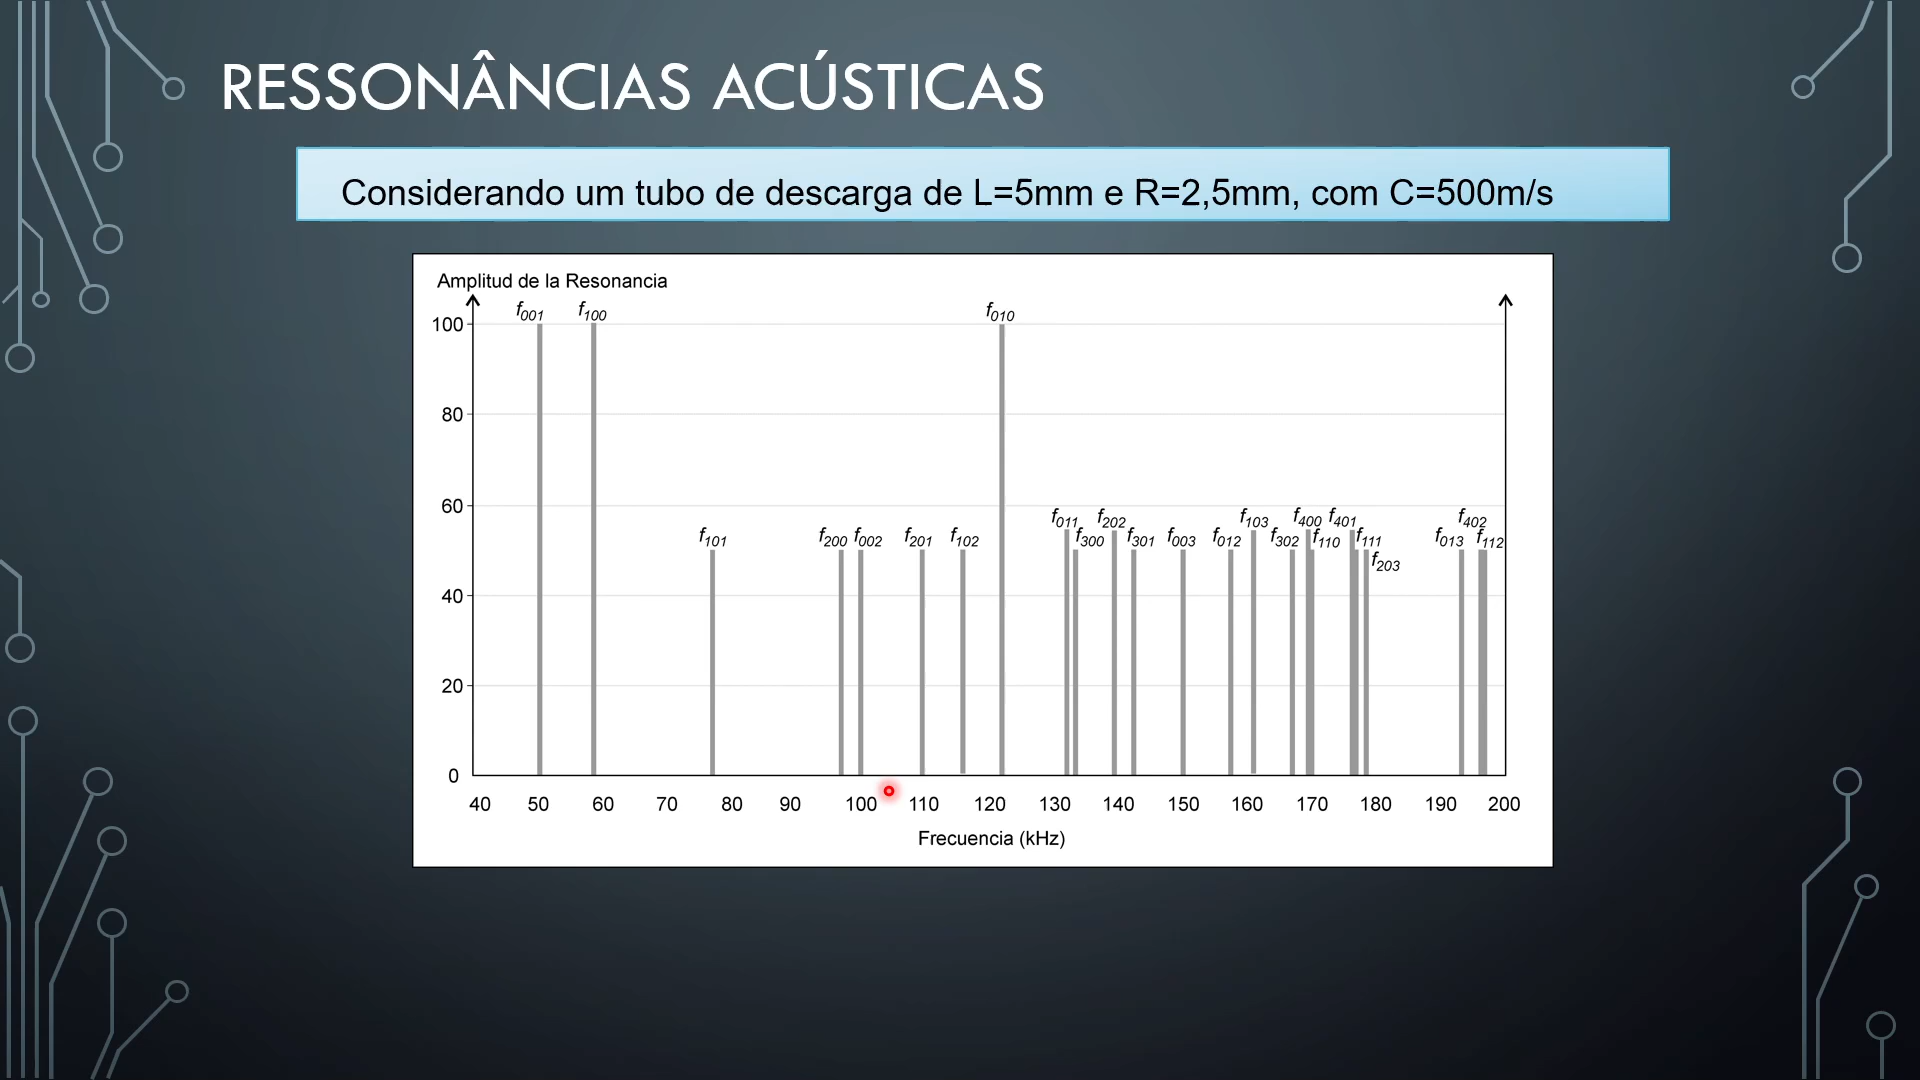 RESSONÂNCIAS ACÚSTICAS
Considerando um tubo de descarga de L=5mm e R=2,5mm, com C=500m/s
Amplitud de la Resonancia
f001 f100 f010
100
80
60
f011 f202 f103 f400 f401 f402
f101 f200 f002 f201 f102 f300 f301 f003 f012 f302 f110 f111 f013 f112
f203
40
20
0
40 50 60 70 80 90 100 110 120 130 140 150 160 170 180 190 200
Frecuencia (kHz)